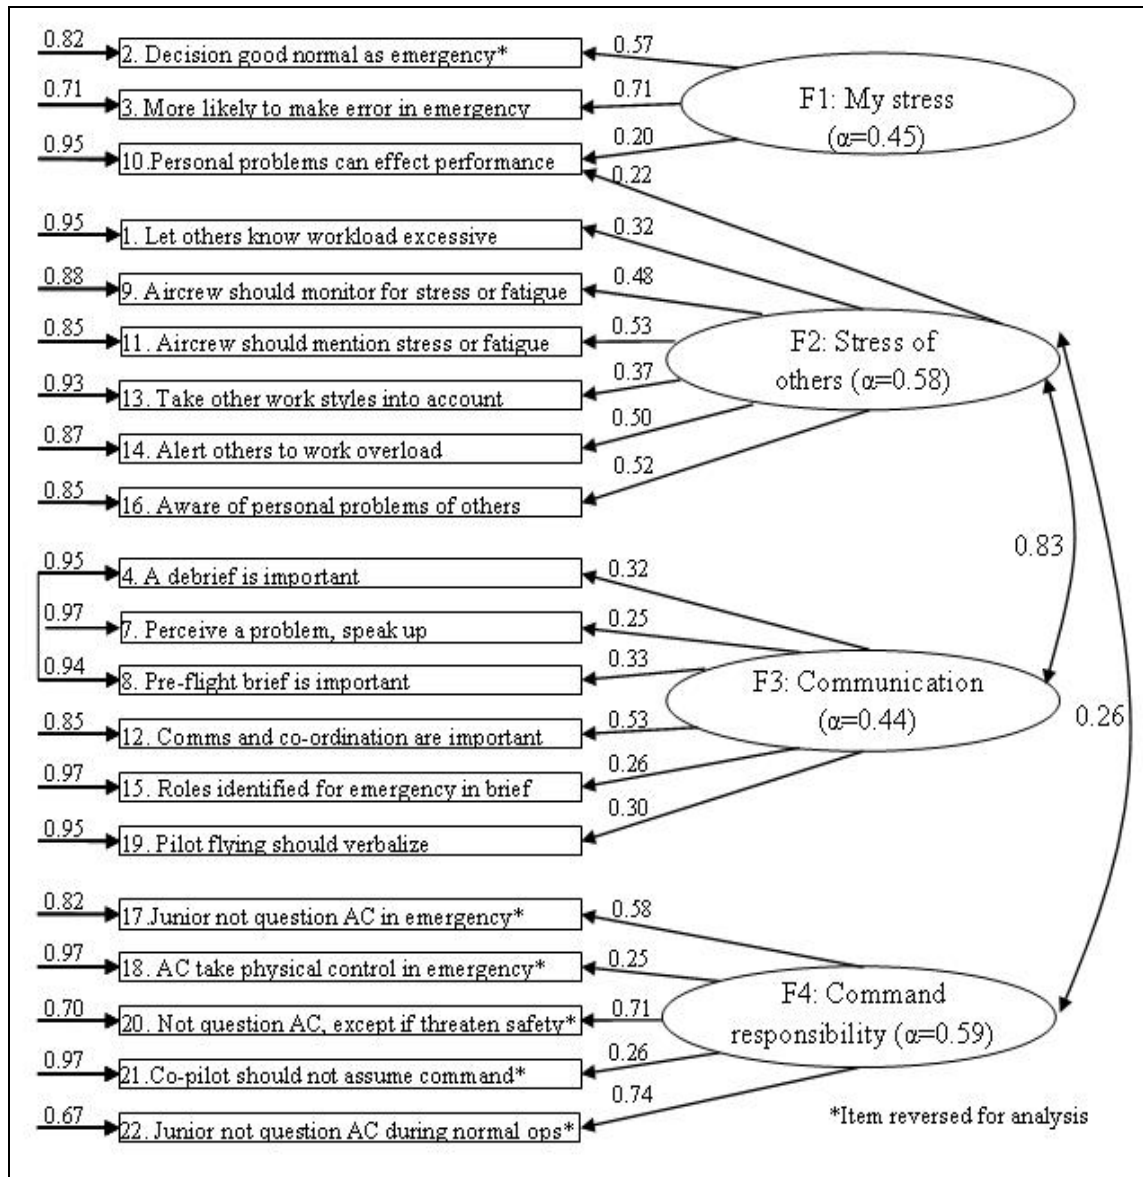 0.82
2. Decision good normal as emergency*
0.57
0.71
3. More likely to make error in emergency
0.71
F1: My stress
(α=0.45)
0.95
10.Personal problems can effect performance
0.20
0.22
0.95
1. Let others know workload excessive
0.32
0.88
9. Aircrew should monitor for stress or fatigue
0.48
0.85
11. Aircrew should mention stress or fatigue
0.53
F2: Stress of
others (α=0.58)
0.93
13. Take other work styles into account
0.37
0.87
14. Alert others to work overload
0.50
0.85
16. Aware of personal problems of others
0.52
0.83
0.95
4. A debrief is important
0.32
0.97
7. Perceive a problem, speak up
0.25
0.94
8. Pre-flight brief is important
0.33
F3: Communication
(α=0.44)
0.26
0.85
12. Comms and co-ordination are important
0.53
0.97
15. Roles identified for emergency in brief
0.26
0.95
19. Pilot flying should verbalize
0.30
0.82
17.Junior not question AC in emergency*
0.58
0.97
18. AC take physical control in emergency*
0.25
0.70
20. Not question AC, except if threaten safety*
0.71
F4: Command
responsibility (α=0.59)
0.97
21.Co-pilot should not assume command*
0.26
0.67
22. Junior not question AC during normal ops*
0.74
*Item reversed for analysis